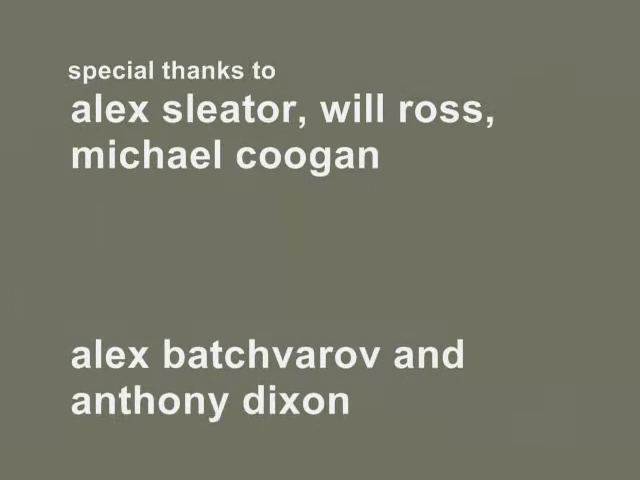 special thanks to
alex sleator, will ross,
michael coogan
alex batchvarov and
anthony dixon